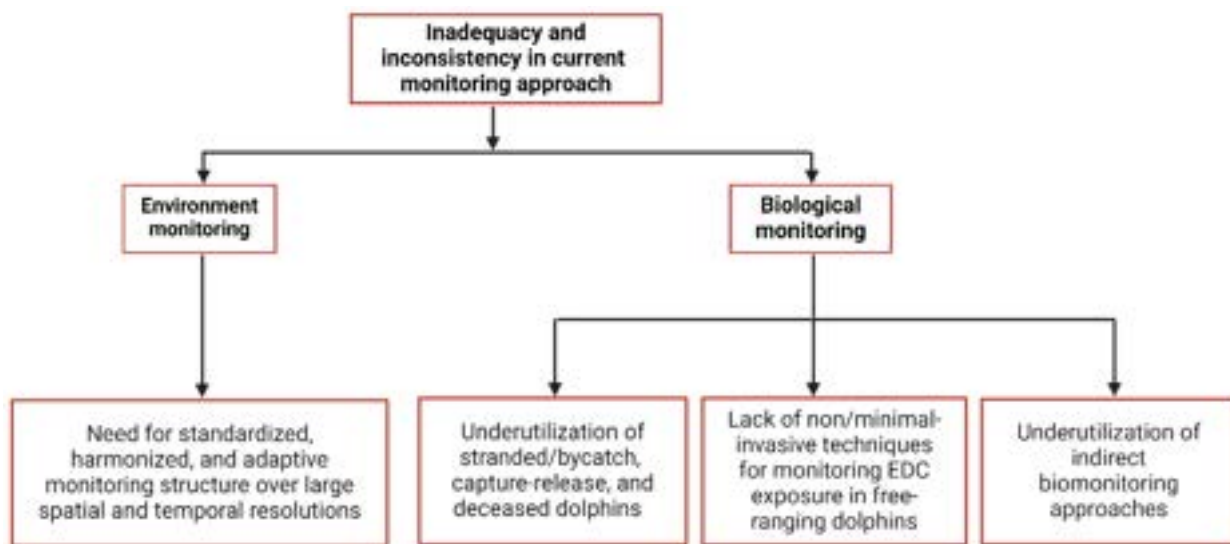 Inadequacy and
inconsistency in current
monitoring approach
Environment
monitoring
Biological
monitoring
Need for standardized,
harmonized, and adaptive
monitoring structure over large
spatial and temporal resolutions
Underutilization of
stranded/bycatch,
capture-release, and
deceased dolphins
Lack of non/minimal-
invasive techniques
for monitoring EDC
exposure in free-
ranging dolphins
Underutilization of
indirect
biomonitoring
approaches